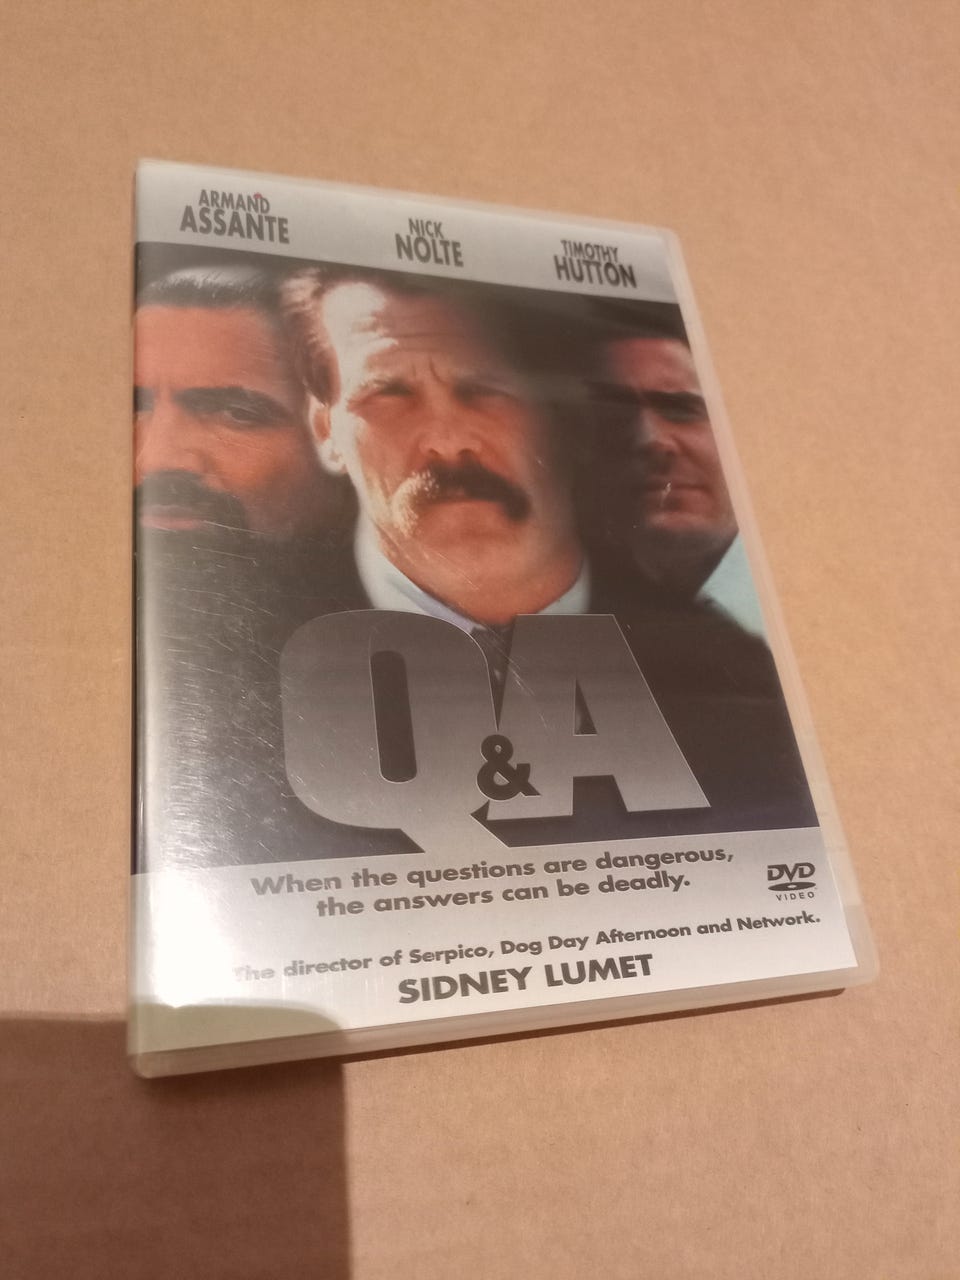 ARMAND
ASSANTE
NICK
NOLTE
TIMOTHY
HUTTON
Q&A
When the questions are dangerous,
the answers can be deadly.
DVD
VIDEO
The director of Serpico, Dog Day Afternoon and Network.
SIDNEY LUMET